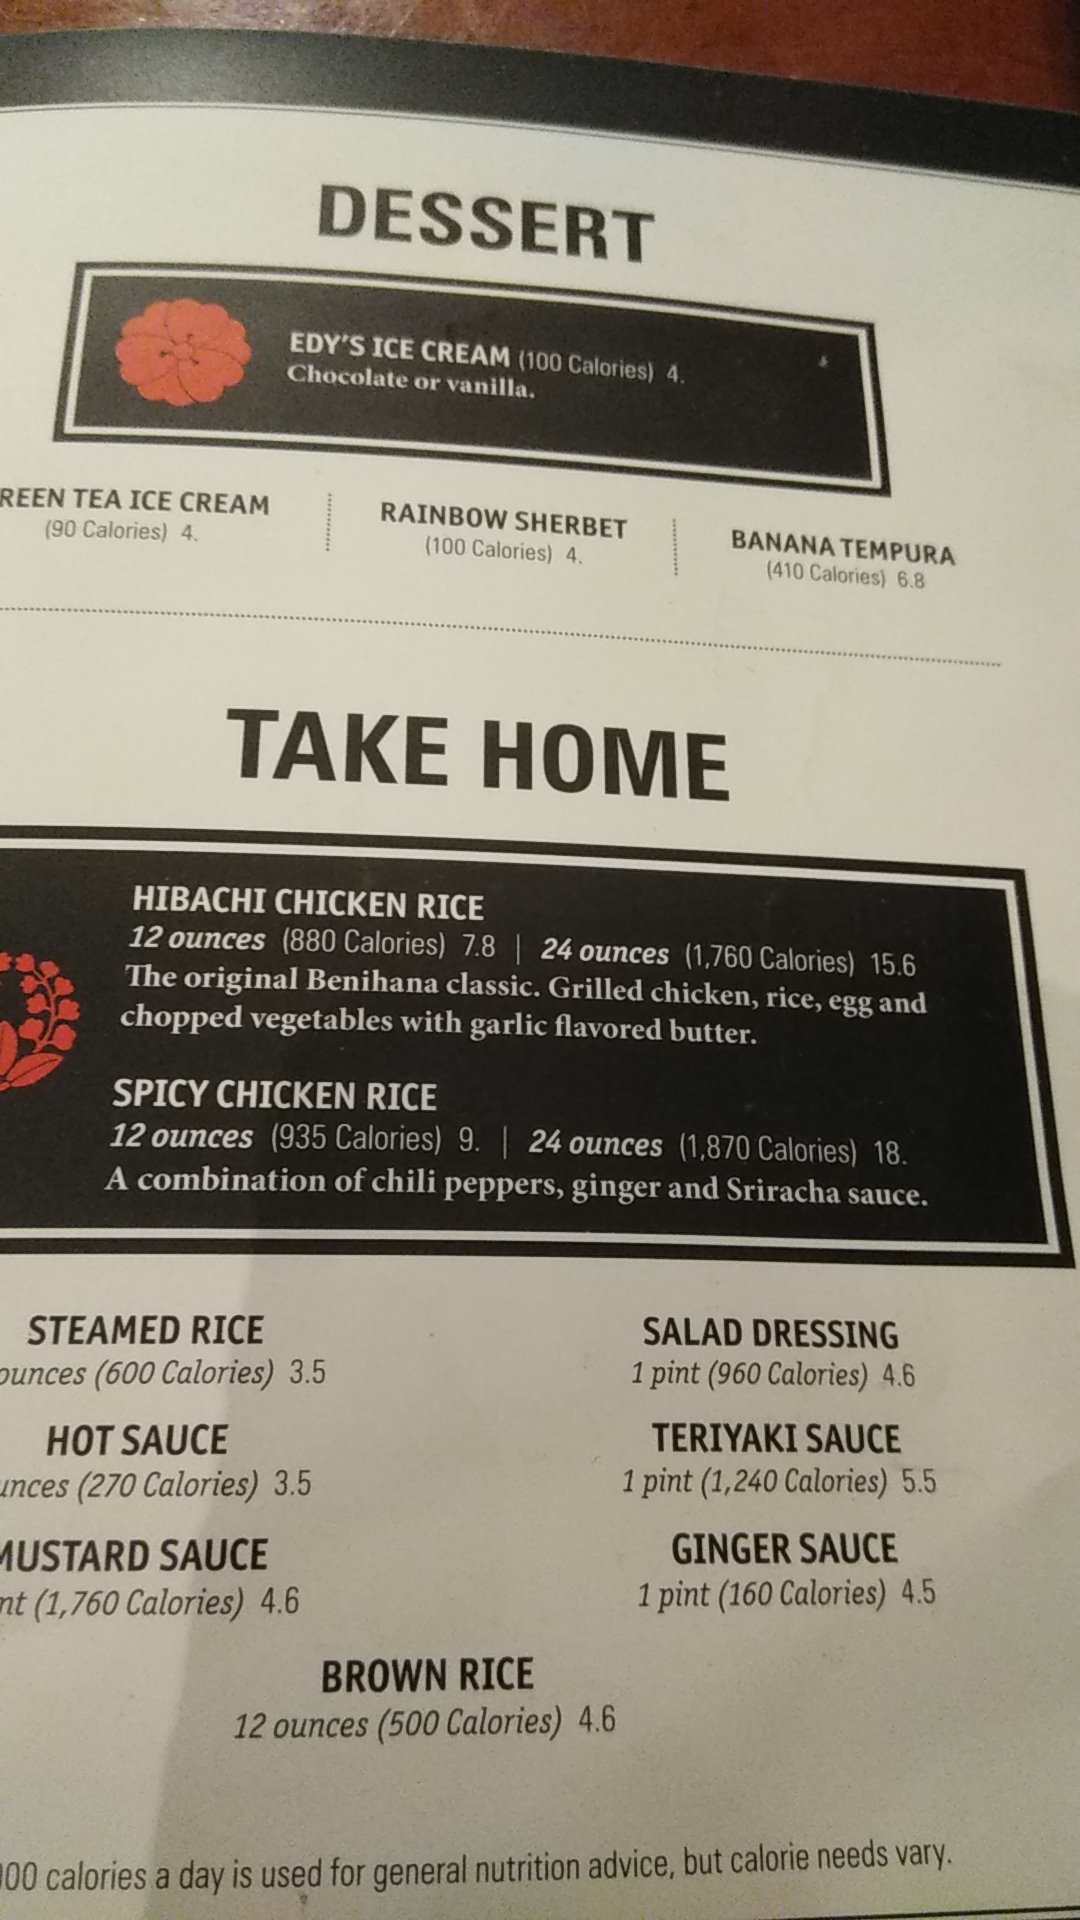 DESSERT
EDY'S ICE CREAM (100 Calories) 4.
Chocolate or vanilla.
REEN TEA ICE CREAM
(90 Calories) 4.
RAINBOW SHERBET
(100 Calories) 4.
BANANA TEMPURA
(410 Calories) 6.8
TAKE HOME
HIBACHI CHICKEN RICE
12 ounces (880 Calories) 7.8 | 24 ounces (1,760 Calories) 15.6
The original Benihana classic. Grilled chicken, rice, egg and
chopped vegetables with garlic flavored butter.
SPICY CHICKEN RICE
12 ounces (935 Calories) 9. | 24 ounces (1,870 Calories) 18.
A combination of chili peppers, ginger and Sriracha sauce.
STEAMED RICE
ounces (600 Calories) 3.5
SALAD DRESSING
1 pint (960 Calories) 4.6
HOT SAUCE
unces (270 Calories) 3.5
TERIYAKI SAUCE
1 pint (1,240 Calories) 5.5
MUSTARD SAUCE
nt (1,760 Calories) 4.6
GINGER SAUCE
1 pint (160 Calories) 4.5
BROWN RICE
12 ounces (500 Calories) 4.6
00 calories a day is used for general nutrition advice, but calorie needs vary.